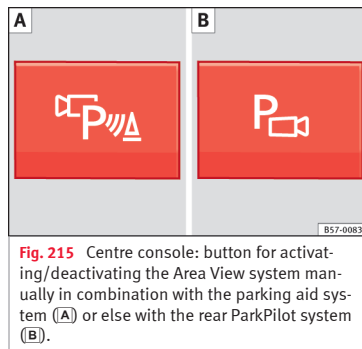 A
B
P
P
B57-0083
Fig. 215 Centre console: button for activat-
ing/deactivating the Area View system man-
ually in combination with the parking aid sys-
tem (A) or else with the rear ParkPilot system
(B).